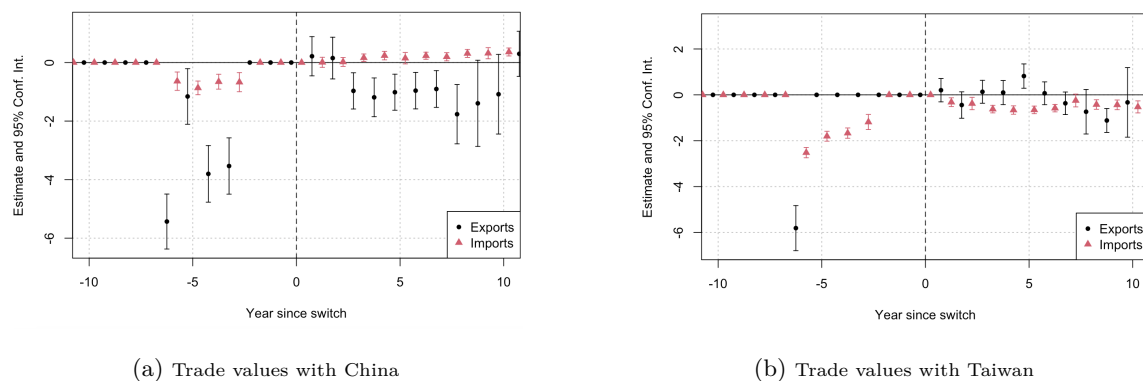 Estimate and 95% Conf. Int.
0
-2
-4
-6
Exports
Imports
-10 -5 0 5 10
Year since switch
(a) Trade values with China
Estimate and 95% Conf. Int.
2
0
-2
-4
-6
Exports
Imports
-10 -5 0 5 10
Year since switch
(b) Trade values with Taiwan